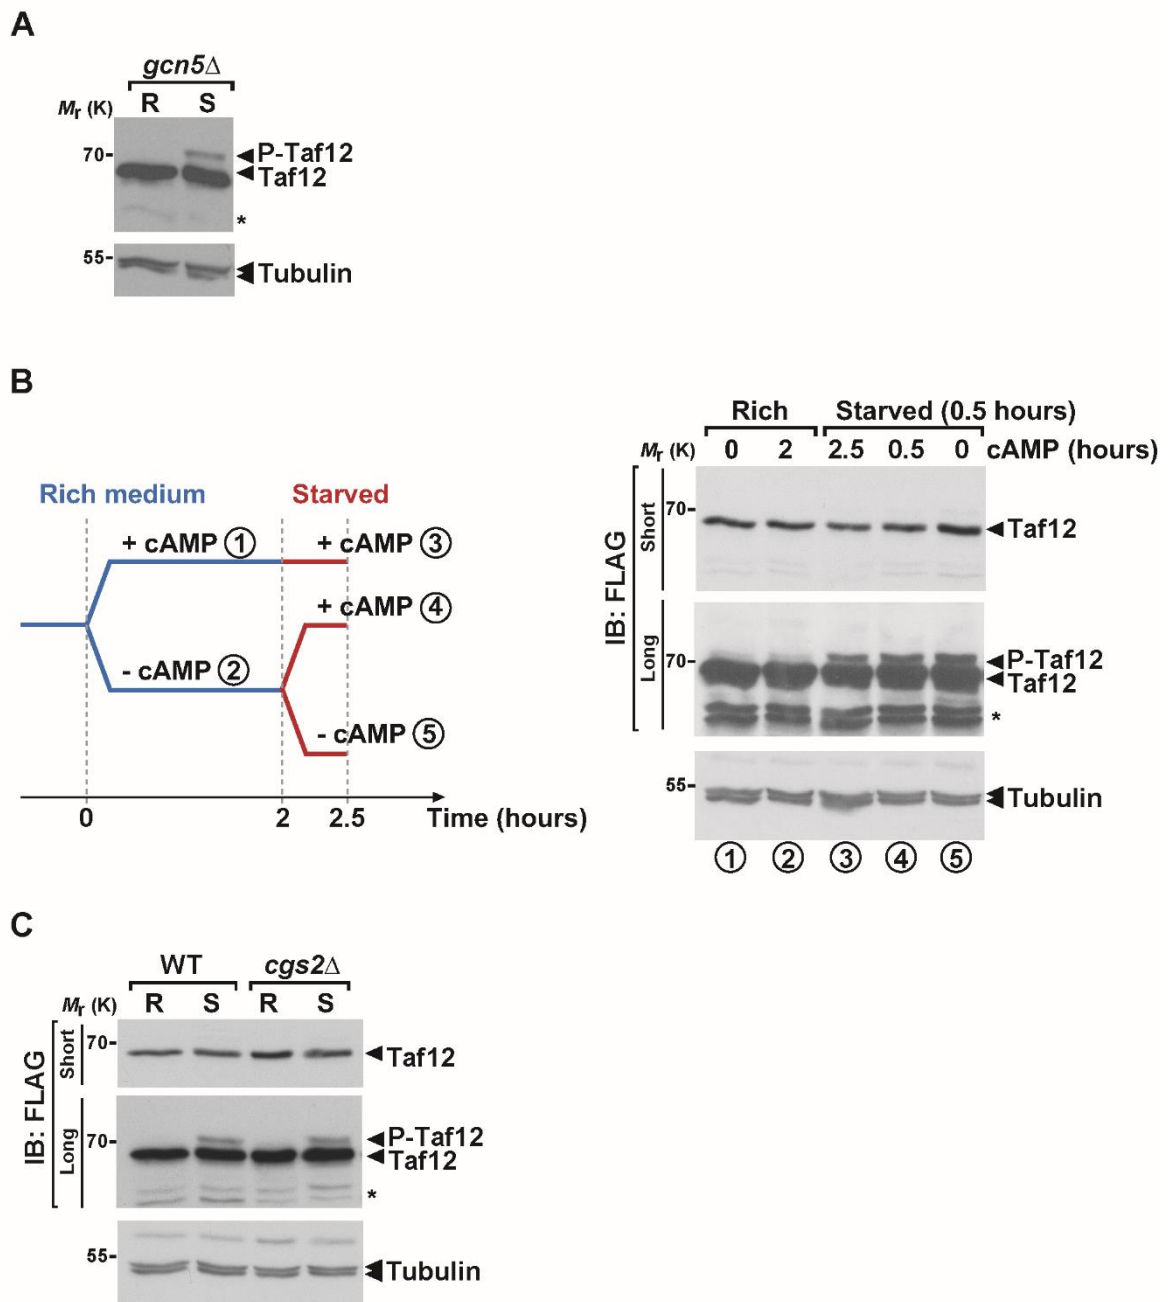 A
gcn5Δ
Mr (K) R S
70-
P-Taf12
Taf12
*
55-
Tubulin
B
Rich medium Starved
+ cAMP ① + cAMP ③
+ cAMP ④
- cAMP ②
- cAMP ⑤
0 2 2.5 Time (hours)
Rich Starved (0.5 hours)
Mr (K) 0 2 2.5 0.5 0 cAMP (hours)
IB: FLAG
Short
70-
Taf12
Long
70-
P-Taf12
Taf12
*
55-
Tubulin
① ② ③ ④ ⑤
C
WT cgs2Δ
Mr (K) R S R S
IB: FLAG
Short
70-
Taf12
Long
70-
P-Taf12
Taf12
*
55-
Tubulin